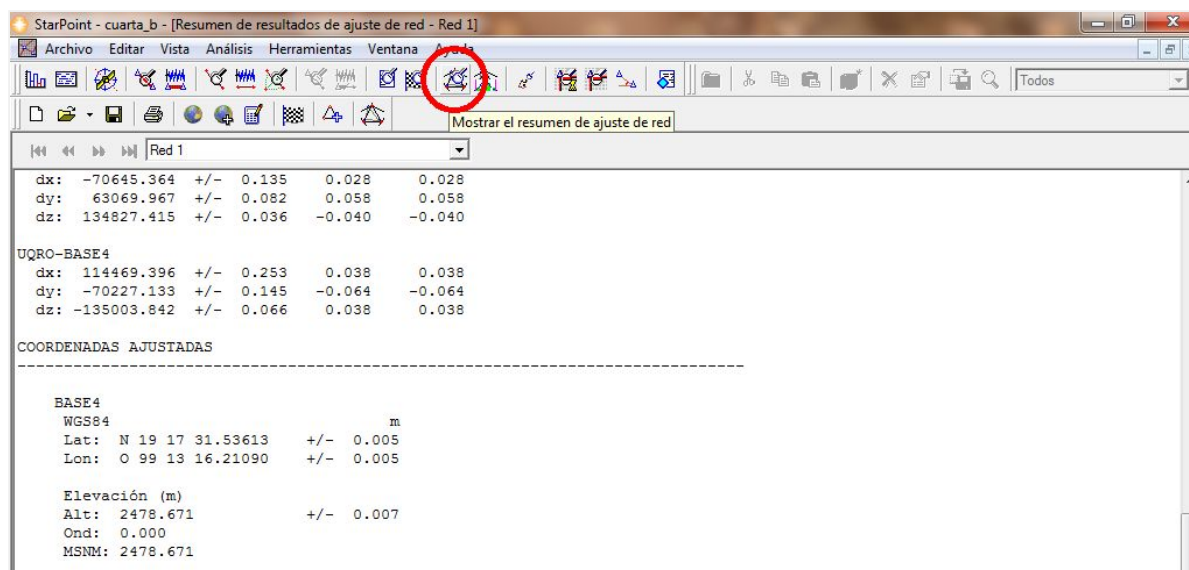 StarPoint - cuarta_b - [Resumen de resultados de ajuste de red - Red 1]
Archivo Editar Vista Análisis Herramientas Ventana Ayuda
Todos
Mostrar el resumen de ajuste de red
Red 1
dx: -70645.364 +/- 0.135 0.028 0.028
dy: 63069.967 +/- 0.082 0.058 0.058
dz: 134827.415 +/- 0.036 -0.040 -0.040
UQRO-BASE4
dx: 114469.396 +/- 0.253 0.038 0.038
dy: -70227.133 +/- 0.145 -0.064 -0.064
dz: -135003.842 +/- 0.066 0.038 0.038
COORDENADAS AJUSTADAS
------------------------------------------------------------------------------
BASE4
WGS84 m
Lat: N 19 17 31.53613 +/- 0.005
Lon: O 99 13 16.21090 +/- 0.005
Elevación (m)
Alt: 2478.671 +/- 0.007
Ond: 0.000
MSNM: 2478.671